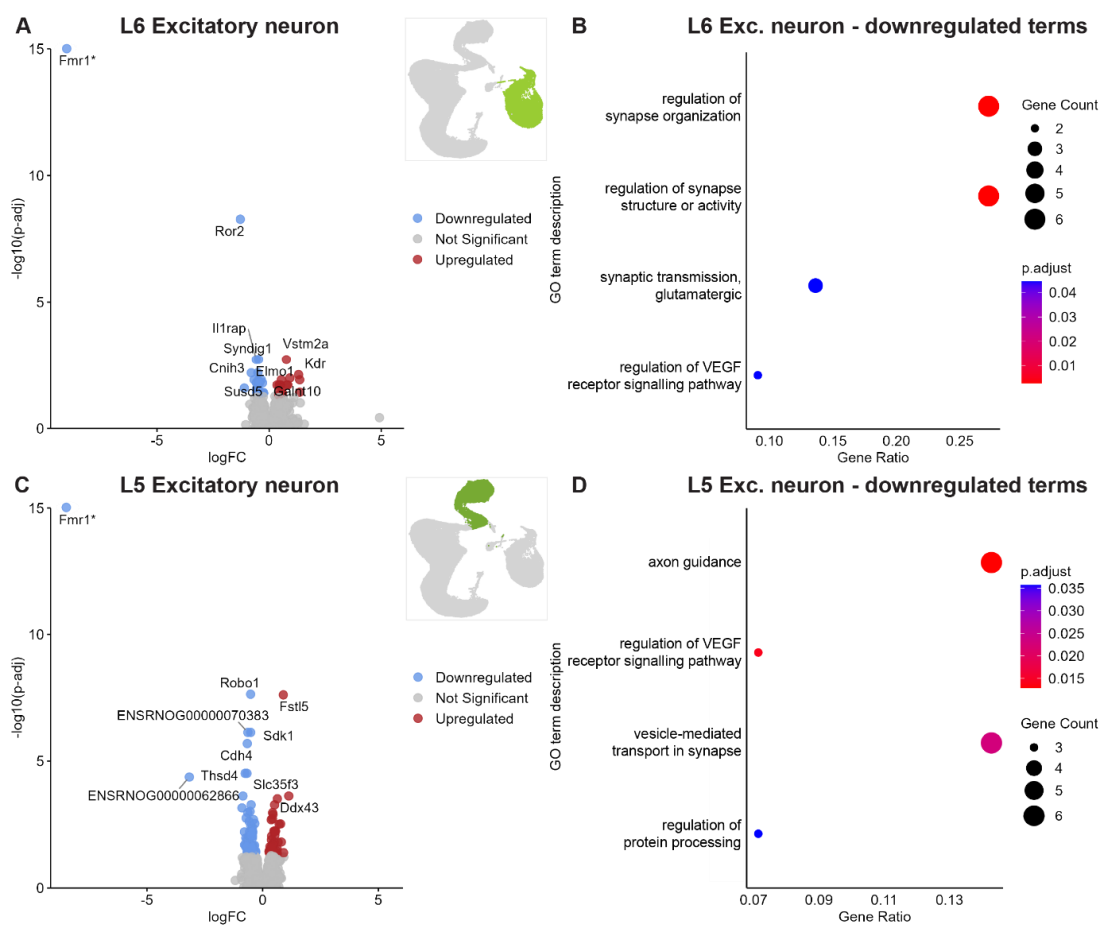 A
L6 Excitatory neuron
15
10
5
0
-log10(p-adj)
Fmr1*
Ror2
Il1rap
Syndig1
Vstm2a
Cnih3
Elmo1
Kdr
Susd5
Galnt10
-5
0
5
logFC
Downregulated
Not Significant
Upregulated
B
L6 Exc. neuron - downregulated terms
GO term description
regulation of
synapse organization
regulation of synapse
structure or activity
synaptic transmission,
glutamatergic
regulation of VEGF
receptor signalling pathway
0.10
0.15
0.20
0.25
Gene Ratio
Gene Count
2
3
4
5
6
p.adjust
0.04
0.03
0.02
0.01
C
L5 Excitatory neuron
15
10
5
0
-log10(p-adj)
Fmr1*
Robo1
Fstl5
ENSRNOG00000070383
Sdk1
Cdh4
Thsd4
Slc35f3
ENSRNOG00000062866
Ddx43
-5
0
5
logFC
Downregulated
Not Significant
Upregulated
D
L5 Exc. neuron - downregulated terms
GO term description
axon guidance
regulation of VEGF
receptor signalling pathway
vesicle-mediated
transport in synapse
regulation of
protein processing
0.07
0.09
0.11
0.13
Gene Ratio
p.adjust
0.035
0.030
0.025
0.020
0.015
Gene Count
3
4
5
6